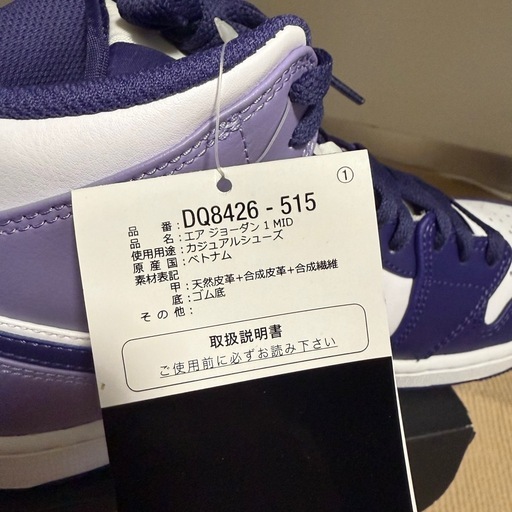 ①
品　　番：DQ8426 - 515
品　　名：エア ジョーダン 1 MID
使用用途：カジュアルシューズ
原 産 国：ベトナム
素材表記
甲：天然皮革+合成皮革+合成繊維
底：ゴム底
そ の 他：
取扱説明書
ご使用前に必ずお読み下さい